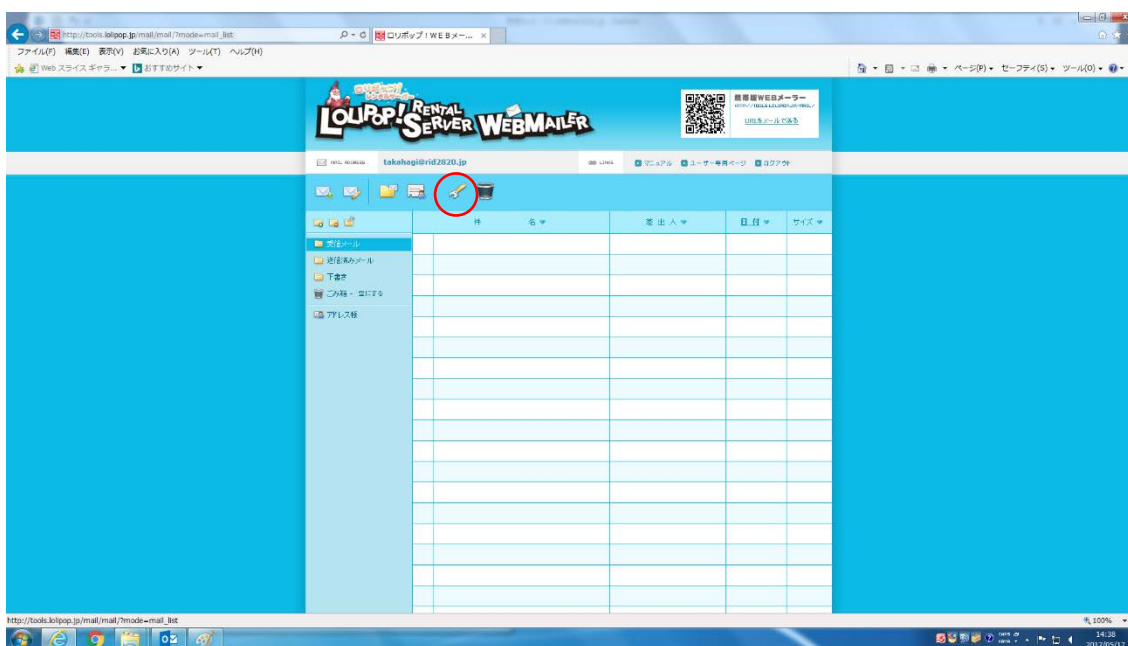 http://tools.lolipop.jp/mail/mail/?mode=mail_list
ロリポップ！WEBメー... ×
ファイル(F) 編集(E) 表示(V) お気に入り(A) ツール(T) ヘルプ(H)
Web スライス ギャラ... ▼ おすすめサイト ▼
ページ(P) セーフティ(S) ツール(O)
LOLIPOP! RENTAL SERVER WEBMAILER
携帯版WEBメーラー
URLをメールで送る
MAIL ADDRESS takahagi@rid2820.jp
LINKS マニュアル ユーザー専用ページ ログアウト
件 名 差出人 日付 サイズ
受信メール
送信済みメール
下書き
ごみ箱 - 空にする
アドレス帳
http://tools.lolipop.jp/mail/mail/?mode=mail_list
100%
14:38
2017/05/17